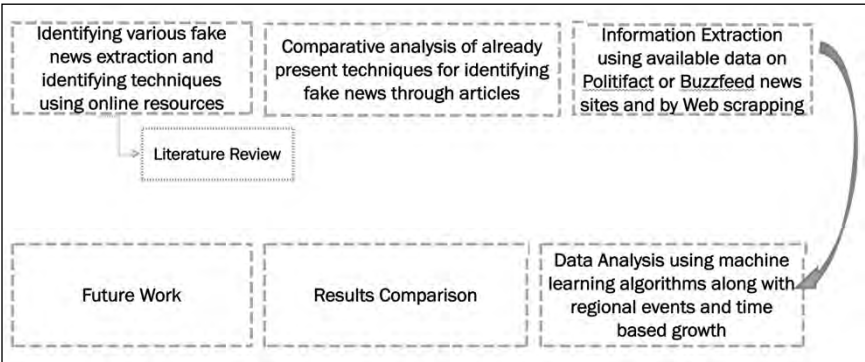 Identifying various fake
news extraction and
identifying techniques
using online resources
Comparative analysis of already
present techniques for identifying
fake news through articles
Information Extraction
using available data on
Politifact or Buzzfeed news
sites and by Web scrapping
Literature Review
Data Analysis using machine
learning algorithms along with
regional events and time
based growth
Results Comparison
Future Work